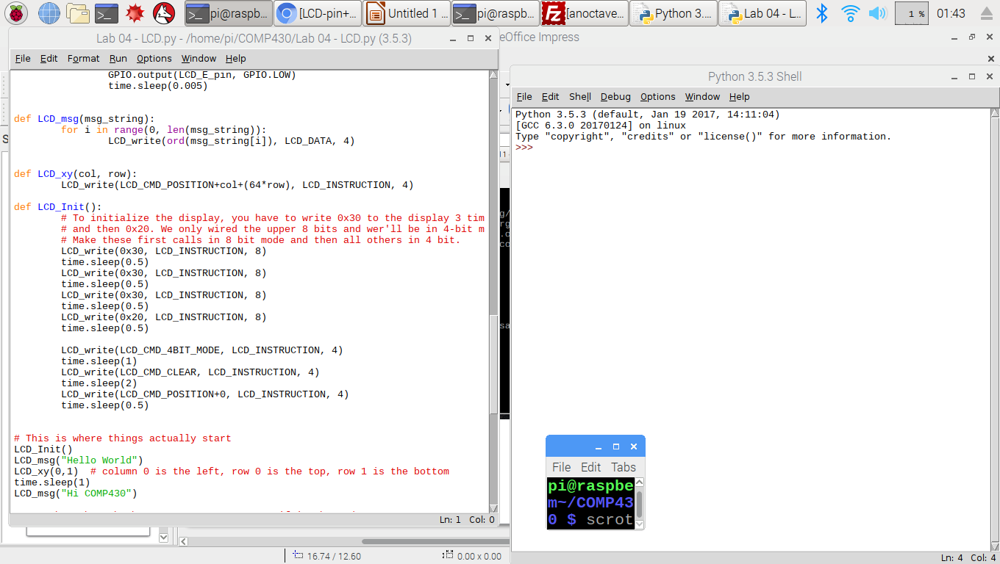 pi@raspb...
[LCD-pin+...
Untitled 1 ...
pi@raspb...
[anoctave...
Python 3....
Lab 04 - L...
1 %
01:43
Lab 04 - LCD.py - /home/pi/COMP430/Lab 04 - LCD.py (3.5.3)
File Edit Format Run Options Window Help
GPIO.output(LCD_E_pin, GPIO.LOW)
time.sleep(0.005)
def LCD_msg(msg_string):
for i in range(0, len(msg_string)):
LCD_write(ord(msg_string[i]), LCD_DATA, 4)
def LCD_xy(col, row):
LCD_write(LCD_CMD_POSITION+col+(64*row), LCD_INSTRUCTION, 4)
def LCD_Init():
# To initialize the display, you have to write 0x30 to the display 3 tim
# and then 0x20. We only wired the upper 8 bits and wer'll be in 4-bit m
# Make these first calls in 8 bit mode and then all others in 4 bit.
LCD_write(0x30, LCD_INSTRUCTION, 8)
time.sleep(0.5)
LCD_write(0x30, LCD_INSTRUCTION, 8)
time.sleep(0.5)
LCD_write(0x30, LCD_INSTRUCTION, 8)
time.sleep(0.5)
LCD_write(0x20, LCD_INSTRUCTION, 8)
time.sleep(0.5)
LCD_write(LCD_CMD_4BIT_MODE, LCD_INSTRUCTION, 4)
time.sleep(1)
LCD_write(LCD_CMD_CLEAR, LCD_INSTRUCTION, 4)
time.sleep(2)
LCD_write(LCD_CMD_POSITION+0, LCD_INSTRUCTION, 4)
time.sleep(0.5)
# This is where things actually start
LCD_Init()
LCD_msg("Hello World")
LCD_xy(0,1) # column 0 is the left, row 0 is the top, row 1 is the bottom
time.sleep(1)
LCD_msg("Hi COMP430")
Ln: 1 Col: 0
eOffice Impress
Python 3.5.3 Shell
File Edit Shell Debug Options Window Help
Python 3.5.3 (default, Jan 19 2017, 14:11:04)
[GCC 6.3.0 20170124] on linux
Type "copyright", "credits" or "license()" for more information.
>>>
File Edit Tabs
pi@raspbe
m~/COMP43
0 $ scrot
16.74 / 12.60
0.00 x 0.00
Ln: 4 Col: 4